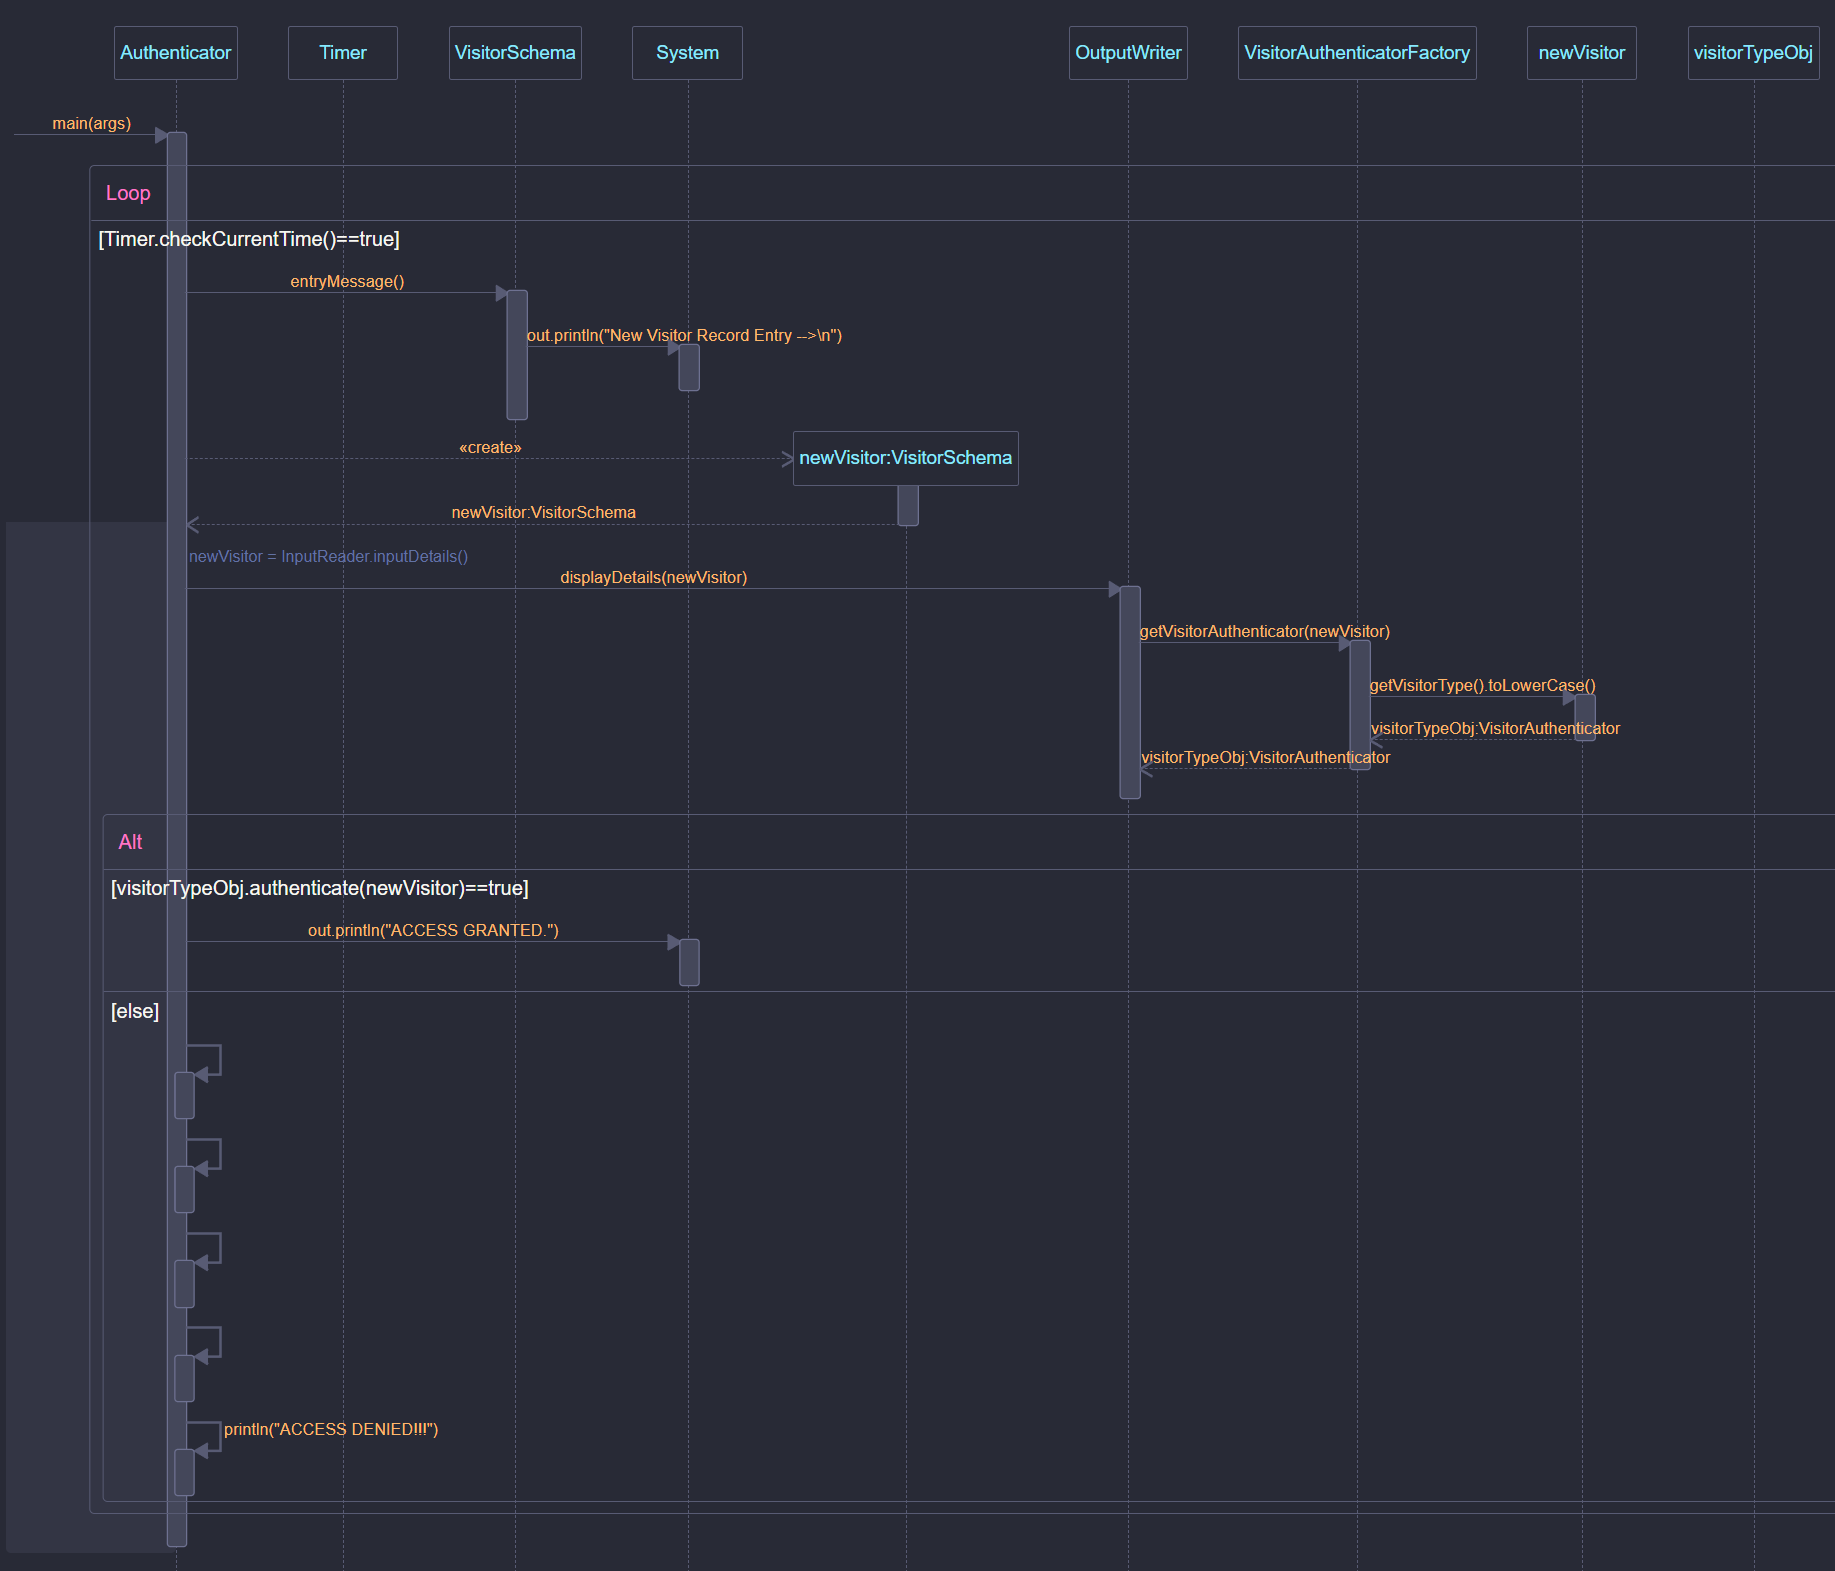 Authenticator
Timer
VisitorSchema
System
OutputWriter
VisitorAuthenticatorFactory
newVisitor
visitorTypeObj
main(args)
Loop
[Timer.checkCurrentTime()==true]
entryMessage()
out.println("New Visitor Record Entry -->\n")
«create»
newVisitor:VisitorSchema
newVisitor:VisitorSchema
newVisitor = InputReader.inputDetails()
displayDetails(newVisitor)
getVisitorAuthenticator(newVisitor)
getVisitorType().toLowerCase()
visitorTypeObj:VisitorAuthenticator
visitorTypeObj:VisitorAuthenticator
Alt
[visitorTypeObj.authenticate(newVisitor)==true]
out.println("ACCESS GRANTED.")
[else]
println("ACCESS DENIED!!!")